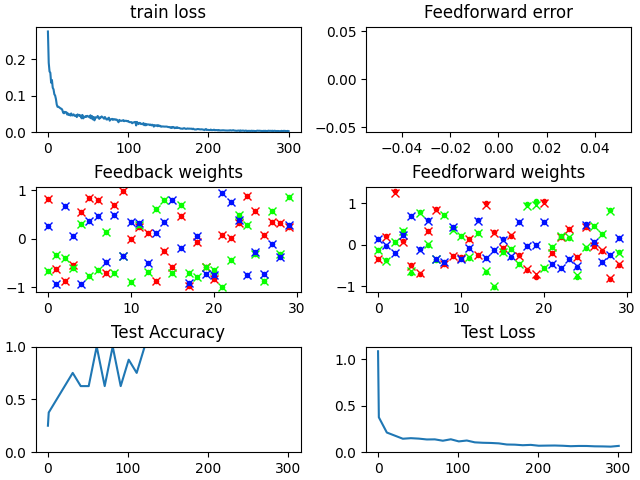 train loss
Feedforward error
0.2
0.1
0.0
0 100 200 300
0.05
0.00
−0.05
−0.04 −0.02 0.00 0.02 0.04
Feedback weights
Feedforward weights
1
0
−1
0 10 20 30
1
0
−1
0 10 20 30
Test Accuracy
Test Loss
1.0
0.5
0.0
0 100 200 300
1.0
0.5
0.0
0 100 200 300